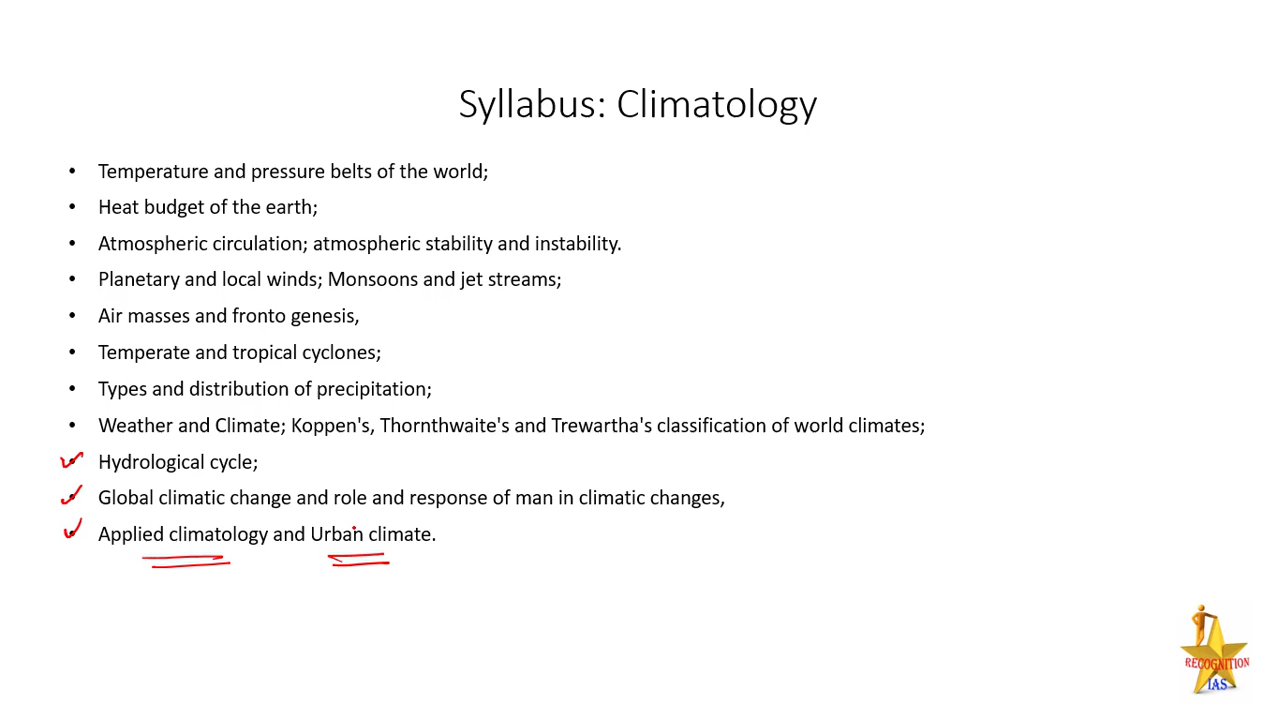 Syllabus: Climatology
• Temperature and pressure belts of the world;
• Heat budget of the earth;
• Atmospheric circulation; atmospheric stability and instability.
• Planetary and local winds; Monsoons and jet streams;
• Air masses and fronto genesis,
• Temperate and tropical cyclones;
• Types and distribution of precipitation;
• Weather and Climate; Koppen's, Thornthwaite's and Trewartha's classification of world climates;
• Hydrological cycle;
• Global climatic change and role and response of man in climatic changes,
• Applied climatology and Urban climate.
RECOGNITION
IAS